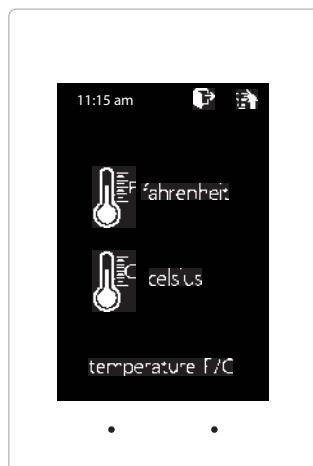 11:15 am
F
fahrenheit
C
celsius
temperature F/C